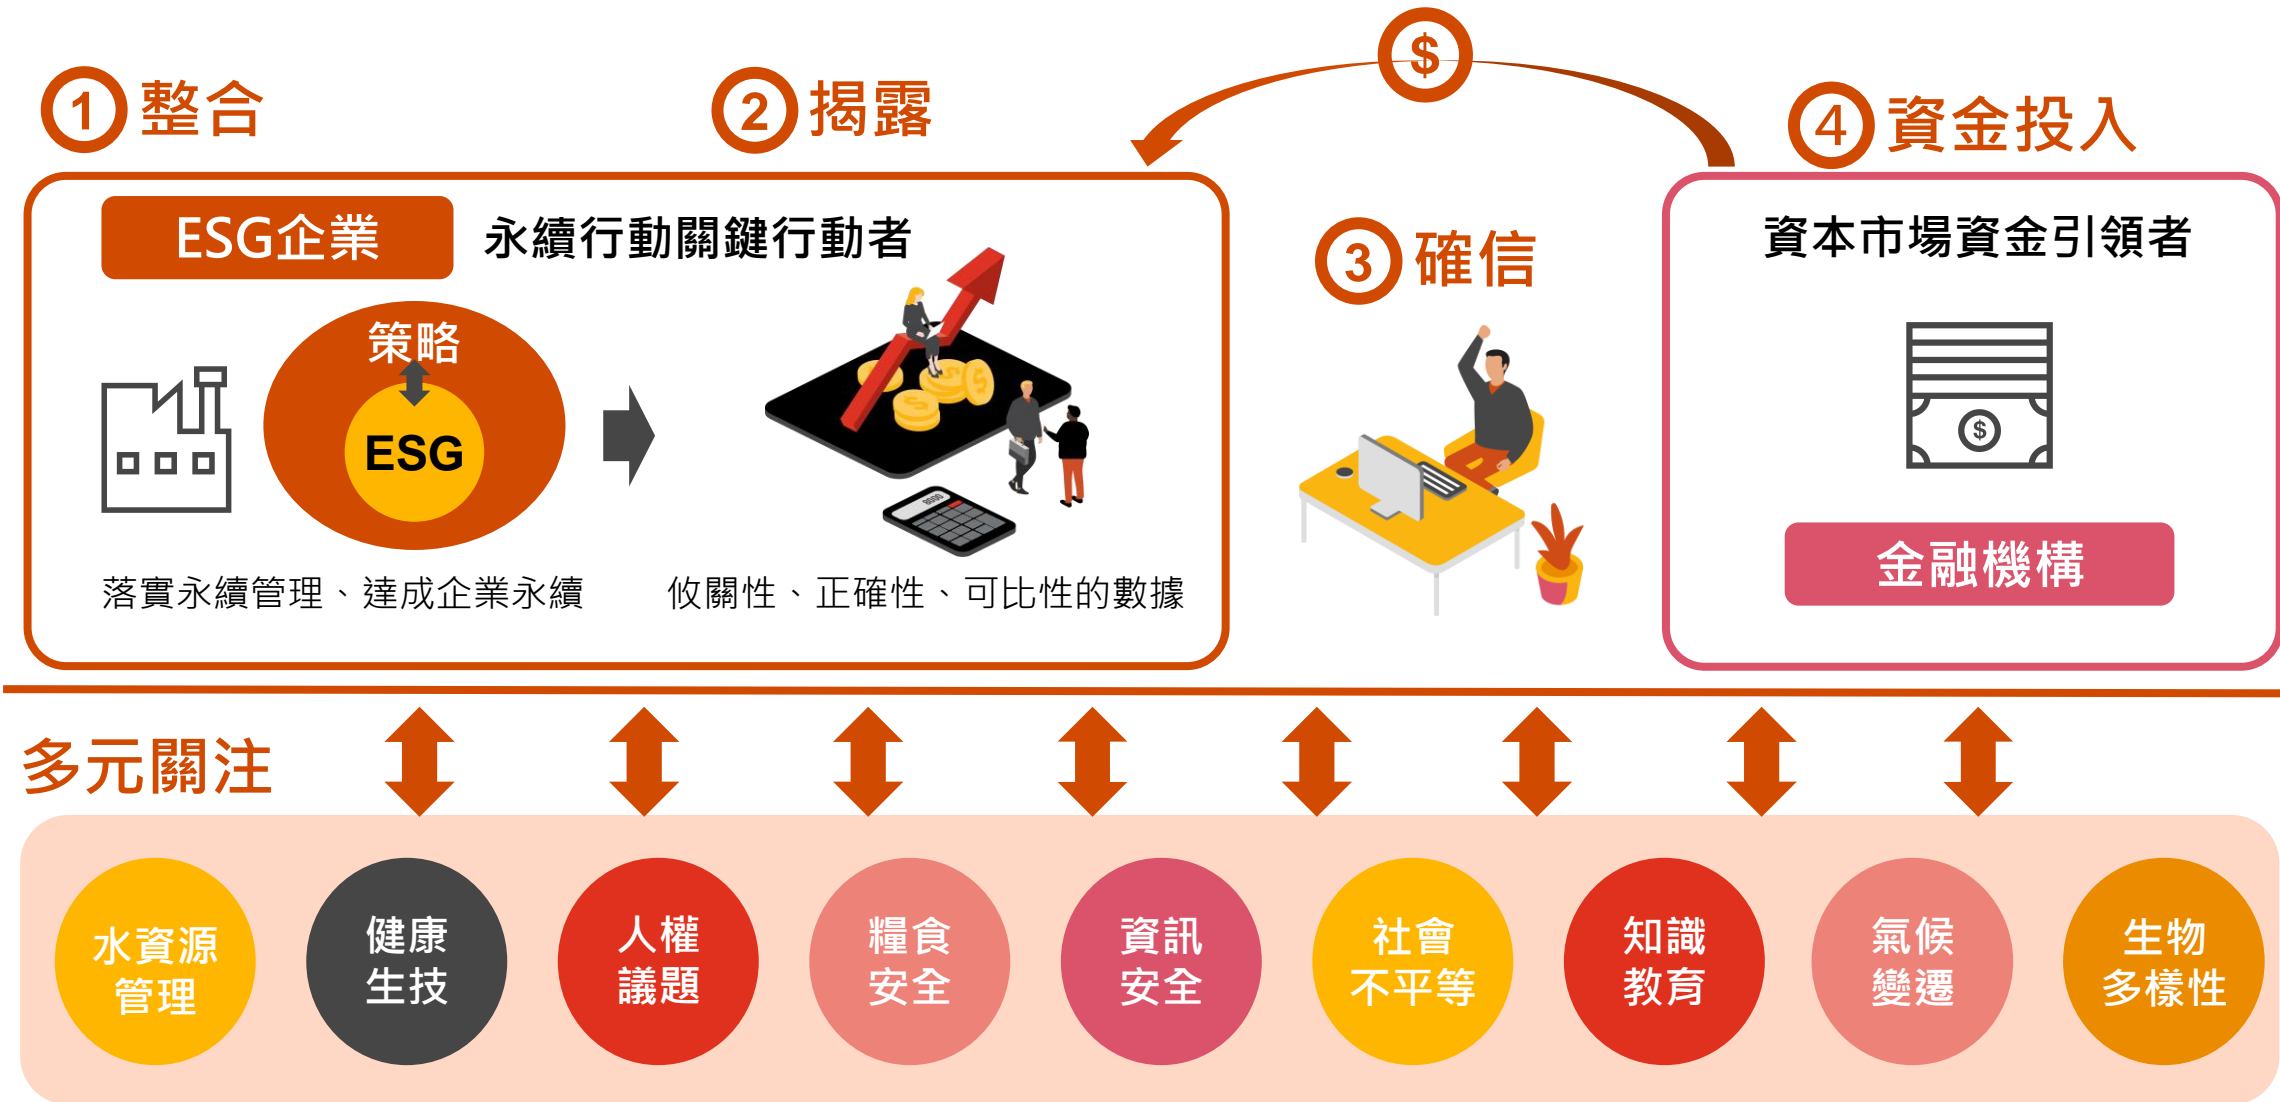 $
1 整合
2 揭露
4 資金投入
ESG企業
永續行動關鍵行動者
資本市場資金引領者
3 確信
策略
ESG
$
$
8000
金融機構
落實永續管理、達成企業永續
攸關性、正確性、可比性的數據
多元關注
水資源
管理
健康
生技
人權
議題
糧食
安全
資訊
安全
社會
不平等
知識
教育
氣候
變遷
生物
多樣性